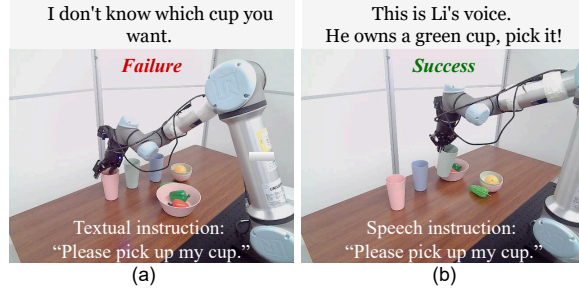 I don't know which cup you
want.
Failure
Textual instruction:
“Please pick up my cup.”
(a)
This is Li's voice.
He owns a green cup, pick it!
Success
Speech instruction:
“Please pick up my cup.”
(b)